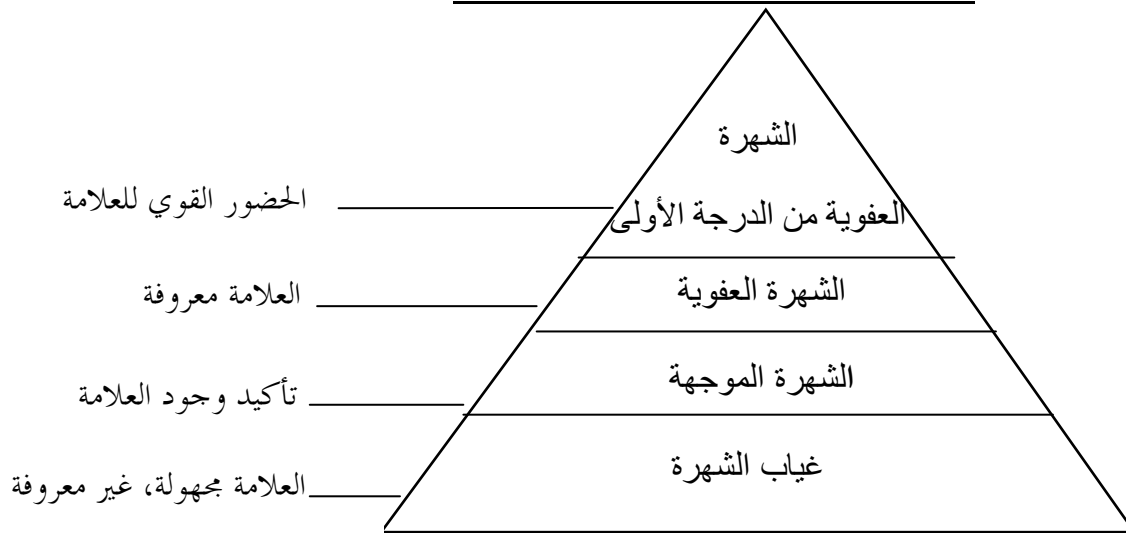 الشهرة
العفوية من الدرجة الأولى
الحضور القوي للعلامة
الشهرة العفوية
العلامة معروفة
الشهرة الموجهة
تأكيد وجود العلامة
غياب الشهرة
العلامة مجهولة، غير معروفة